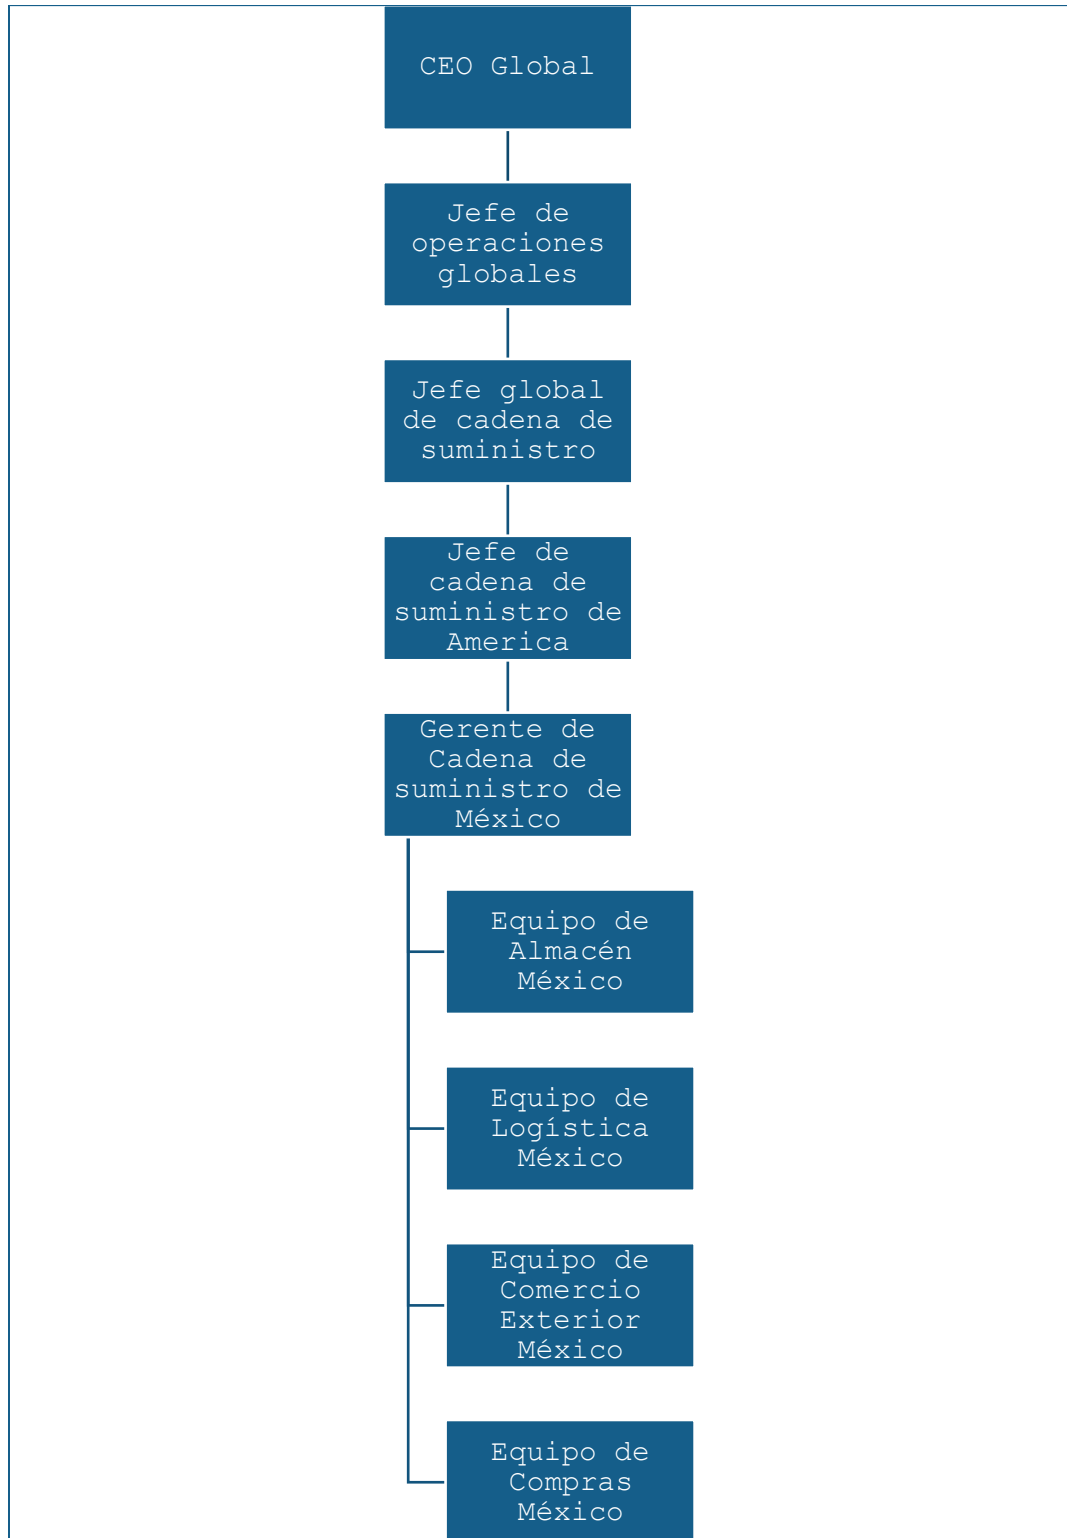 CEO Global
Jefe de
operaciones
globales
Jefe global
de cadena de
suministro
Jefe de
cadena de
suministro de
America
Gerente de
Cadena de
suministro de
México
Equipo de
Almacén
México
Equipo de
Logística
México
Equipo de
Comercio
Exterior
México
Equipo de
Compras
México